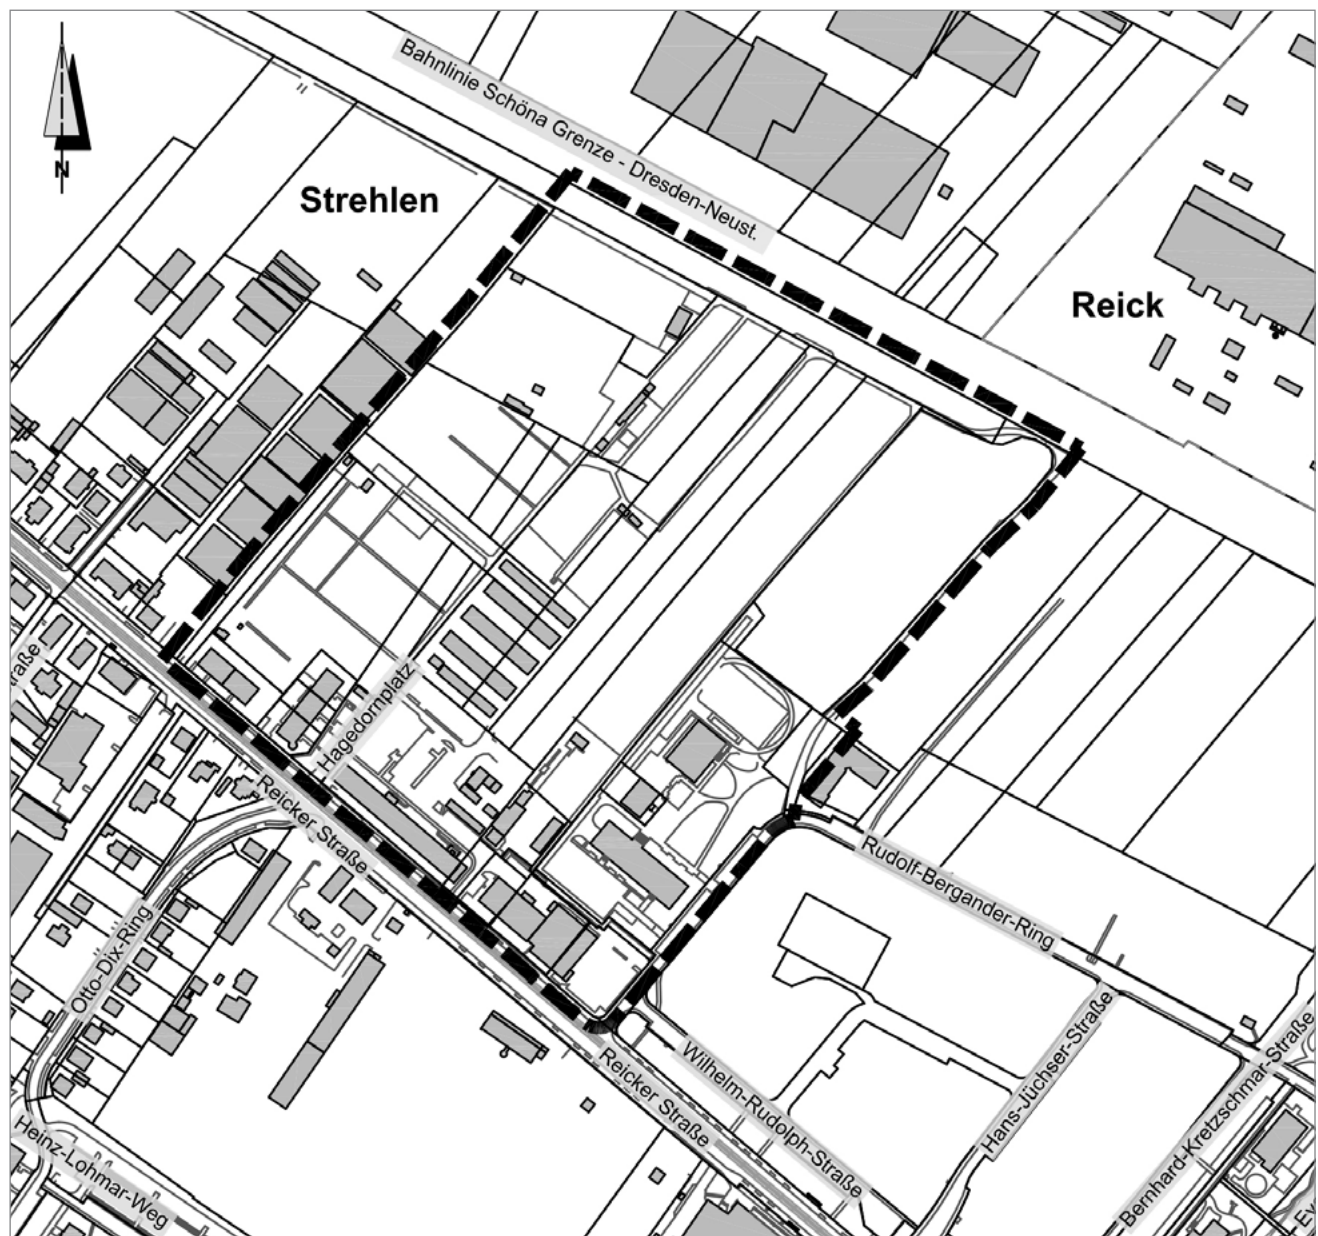 Bahnlinie Schöna Grenze - Dresden-Neust.
N
Strehlen
Reick
aße
Hagedornplatz
Reicker Straße
Rudolf-Bergander-Ring
Otto-Dix-Ring
Wilhelm-Rudolph-Straße
Reicker Straße
Hans-Jüchser-Straße
Bernhard-Kretzschmar-Straße
Heinz-Lohmar-Weg
Ev